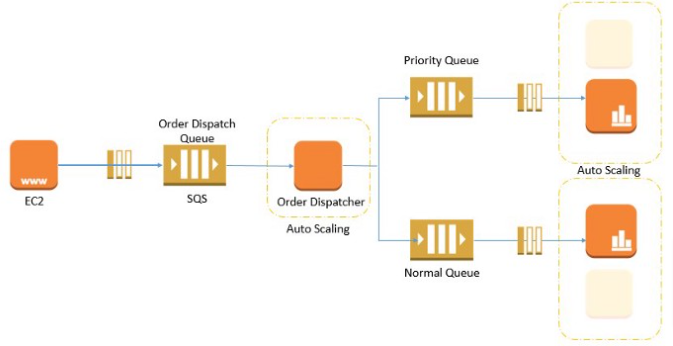 Priority Queue
Order Dispatch
Queue
www
EC2
SQS
Order Dispatcher
Auto Scaling
Auto Scaling
Normal Queue